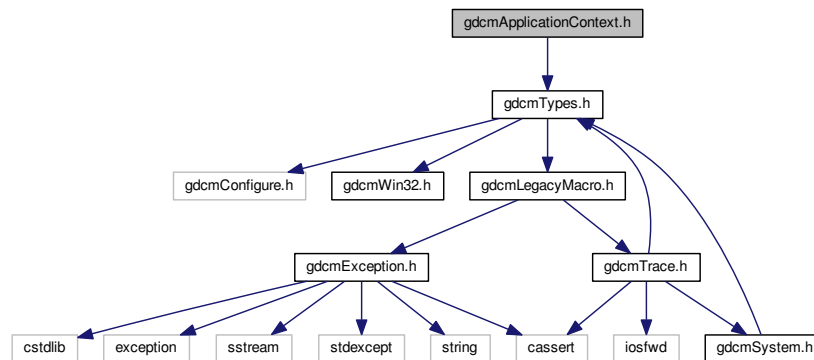 gdcmApplicationContext.h
gdcmTypes.h
gdcmConfigure.h
gdcmWin32.h
gdcmLegacyMacro.h
gdcmException.h
gdcmTrace.h
cstdlib
exception
sstream
stdexcept
string
cassert
iosfwd
gdcmSystem.h